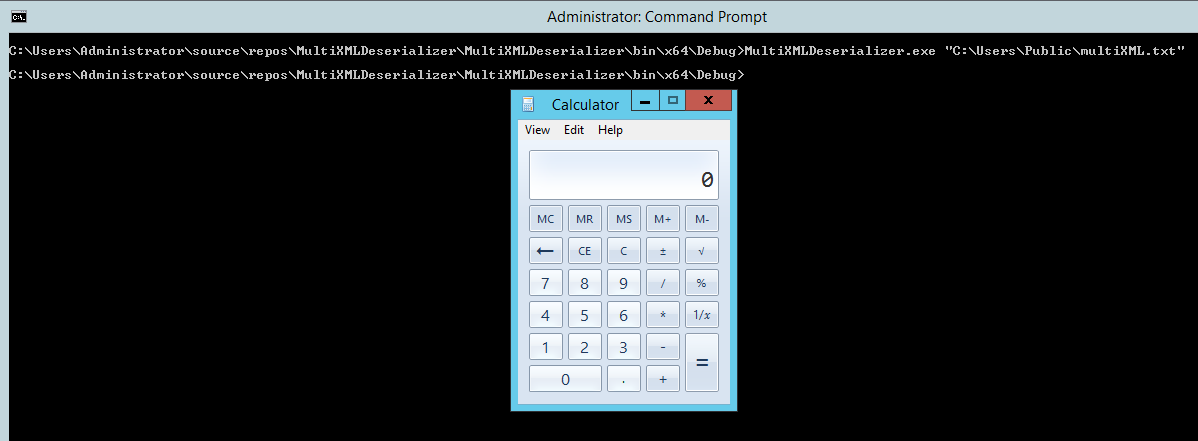 Administrator: Command Prompt
C:\Users\Administrator\source\repos\MultiXMLDeserializer\MultiXMLDeserializer\bin\x64\Debug>MultiXMLDeserializer.exe "C:\Users\Public\multiXML.txt"
C:\Users\Administrator\source\repos\MultiXMLDeserializer\MultiXMLDeserializer\bin\x64\Debug>
Calculator
View Edit Help
0
MC MR MS M+ M-
← CE C ± √
7 8 9 / %
4 5 6 * 1/x
1 2 3 - =
0 . +